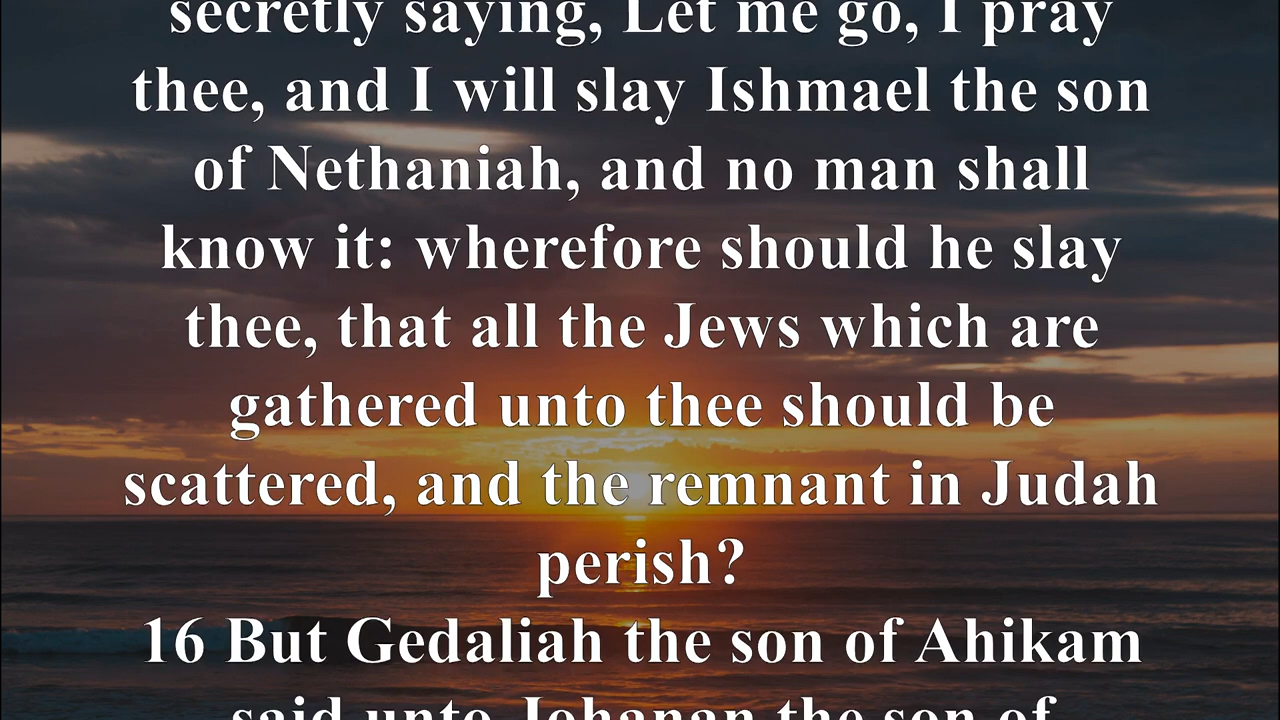 secretly saying, Let me go, I pray
thee, and I will slay Ishmael the son
of Nethaniah, and no man shall
know it: wherefore should he slay
thee, that all the Jews which are
gathered unto thee should be
scattered, and the remnant in Judah
perish?
16 But Gedaliah the son of Ahikam
said unto Johanan the son of